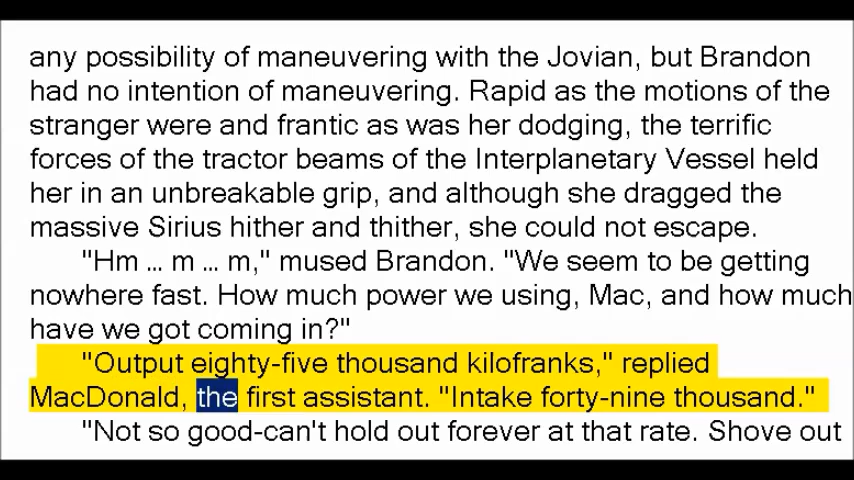 any possibility of maneuvering with the Jovian, but Brandon
had no intention of maneuvering. Rapid as the motions of the
stranger were and frantic as was her dodging, the terrific
forces of the tractor beams of the Interplanetary Vessel held
her in an unbreakable grip, and although she dragged the
massive Sirius hither and thither, she could not escape.
"Hm ... m ... m," mused Brandon. "We seem to be getting
nowhere fast. How much power we using, Mac, and how much
have we got coming in?"
"Output eighty-five thousand kilofranks," replied
MacDonald, the first assistant. "Intake forty-nine thousand."
"Not so good-can't hold out forever at that rate. Shove out